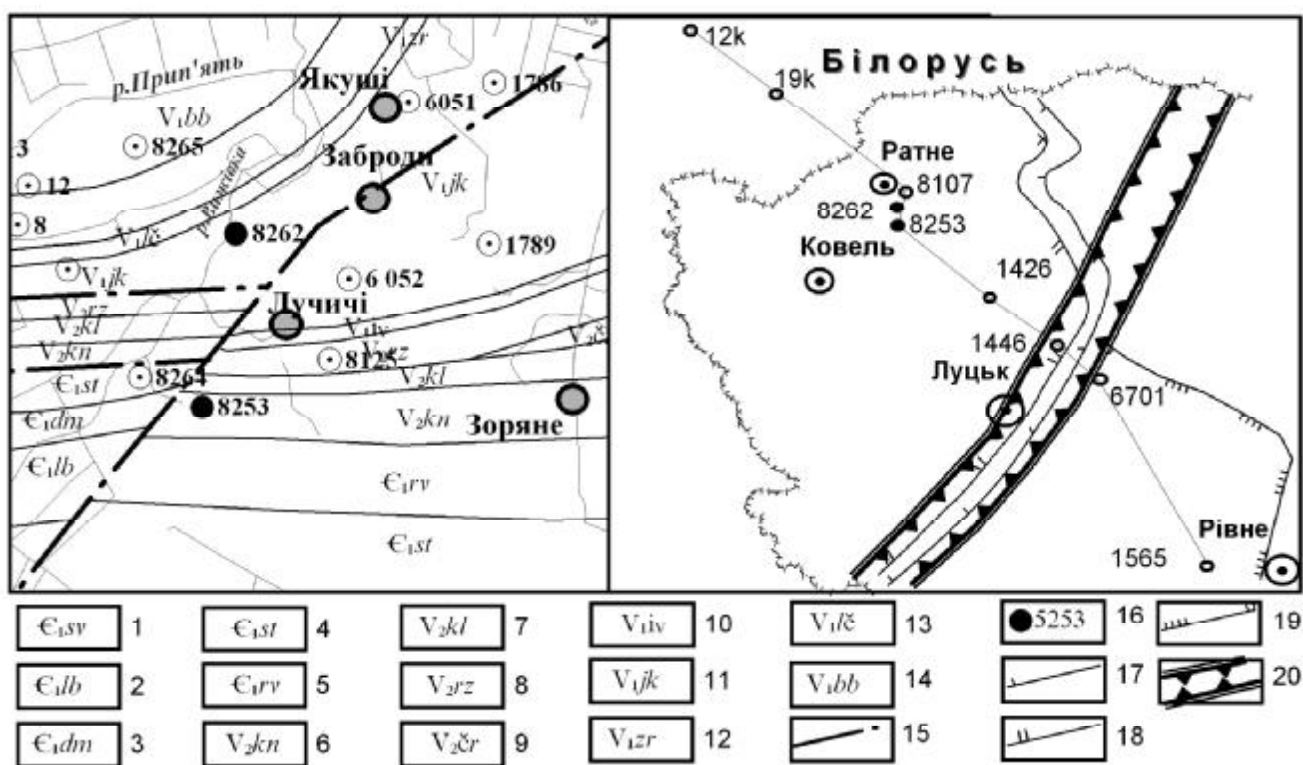 V₁zr
р.Прип'ять
Якуші
1786
6051
V₁bb
3
8265
Заброди
12
V₁jk
8
V₁lč
8262
1789
V₁jk
6 052
Лучичі
V₂rz
V₁iv
V₂kl
V₂kn
8125
8264
V₂kl
Є₁st
8253
V₂kn
Зоряне
Є₁dm
Є₁lb
Є₁rv
Є₁st
12k
Білорусь
19k
Ратне
8107
8262
8253
Ковель
1426
1446
Луцьк
6701
Рівне
1565
Є₁sv 1
Є₁lb 2
Є₁dm 3
Є₁st 4
Є₁rv 5
V₂kn 6
V₂kl 7
V₂rz 8
V₂čr 9
V₁iv 10
V₁jk 11
V₁zr 12
V₁lč 13
V₁bb 14
15
5253 16
17
18
19
20